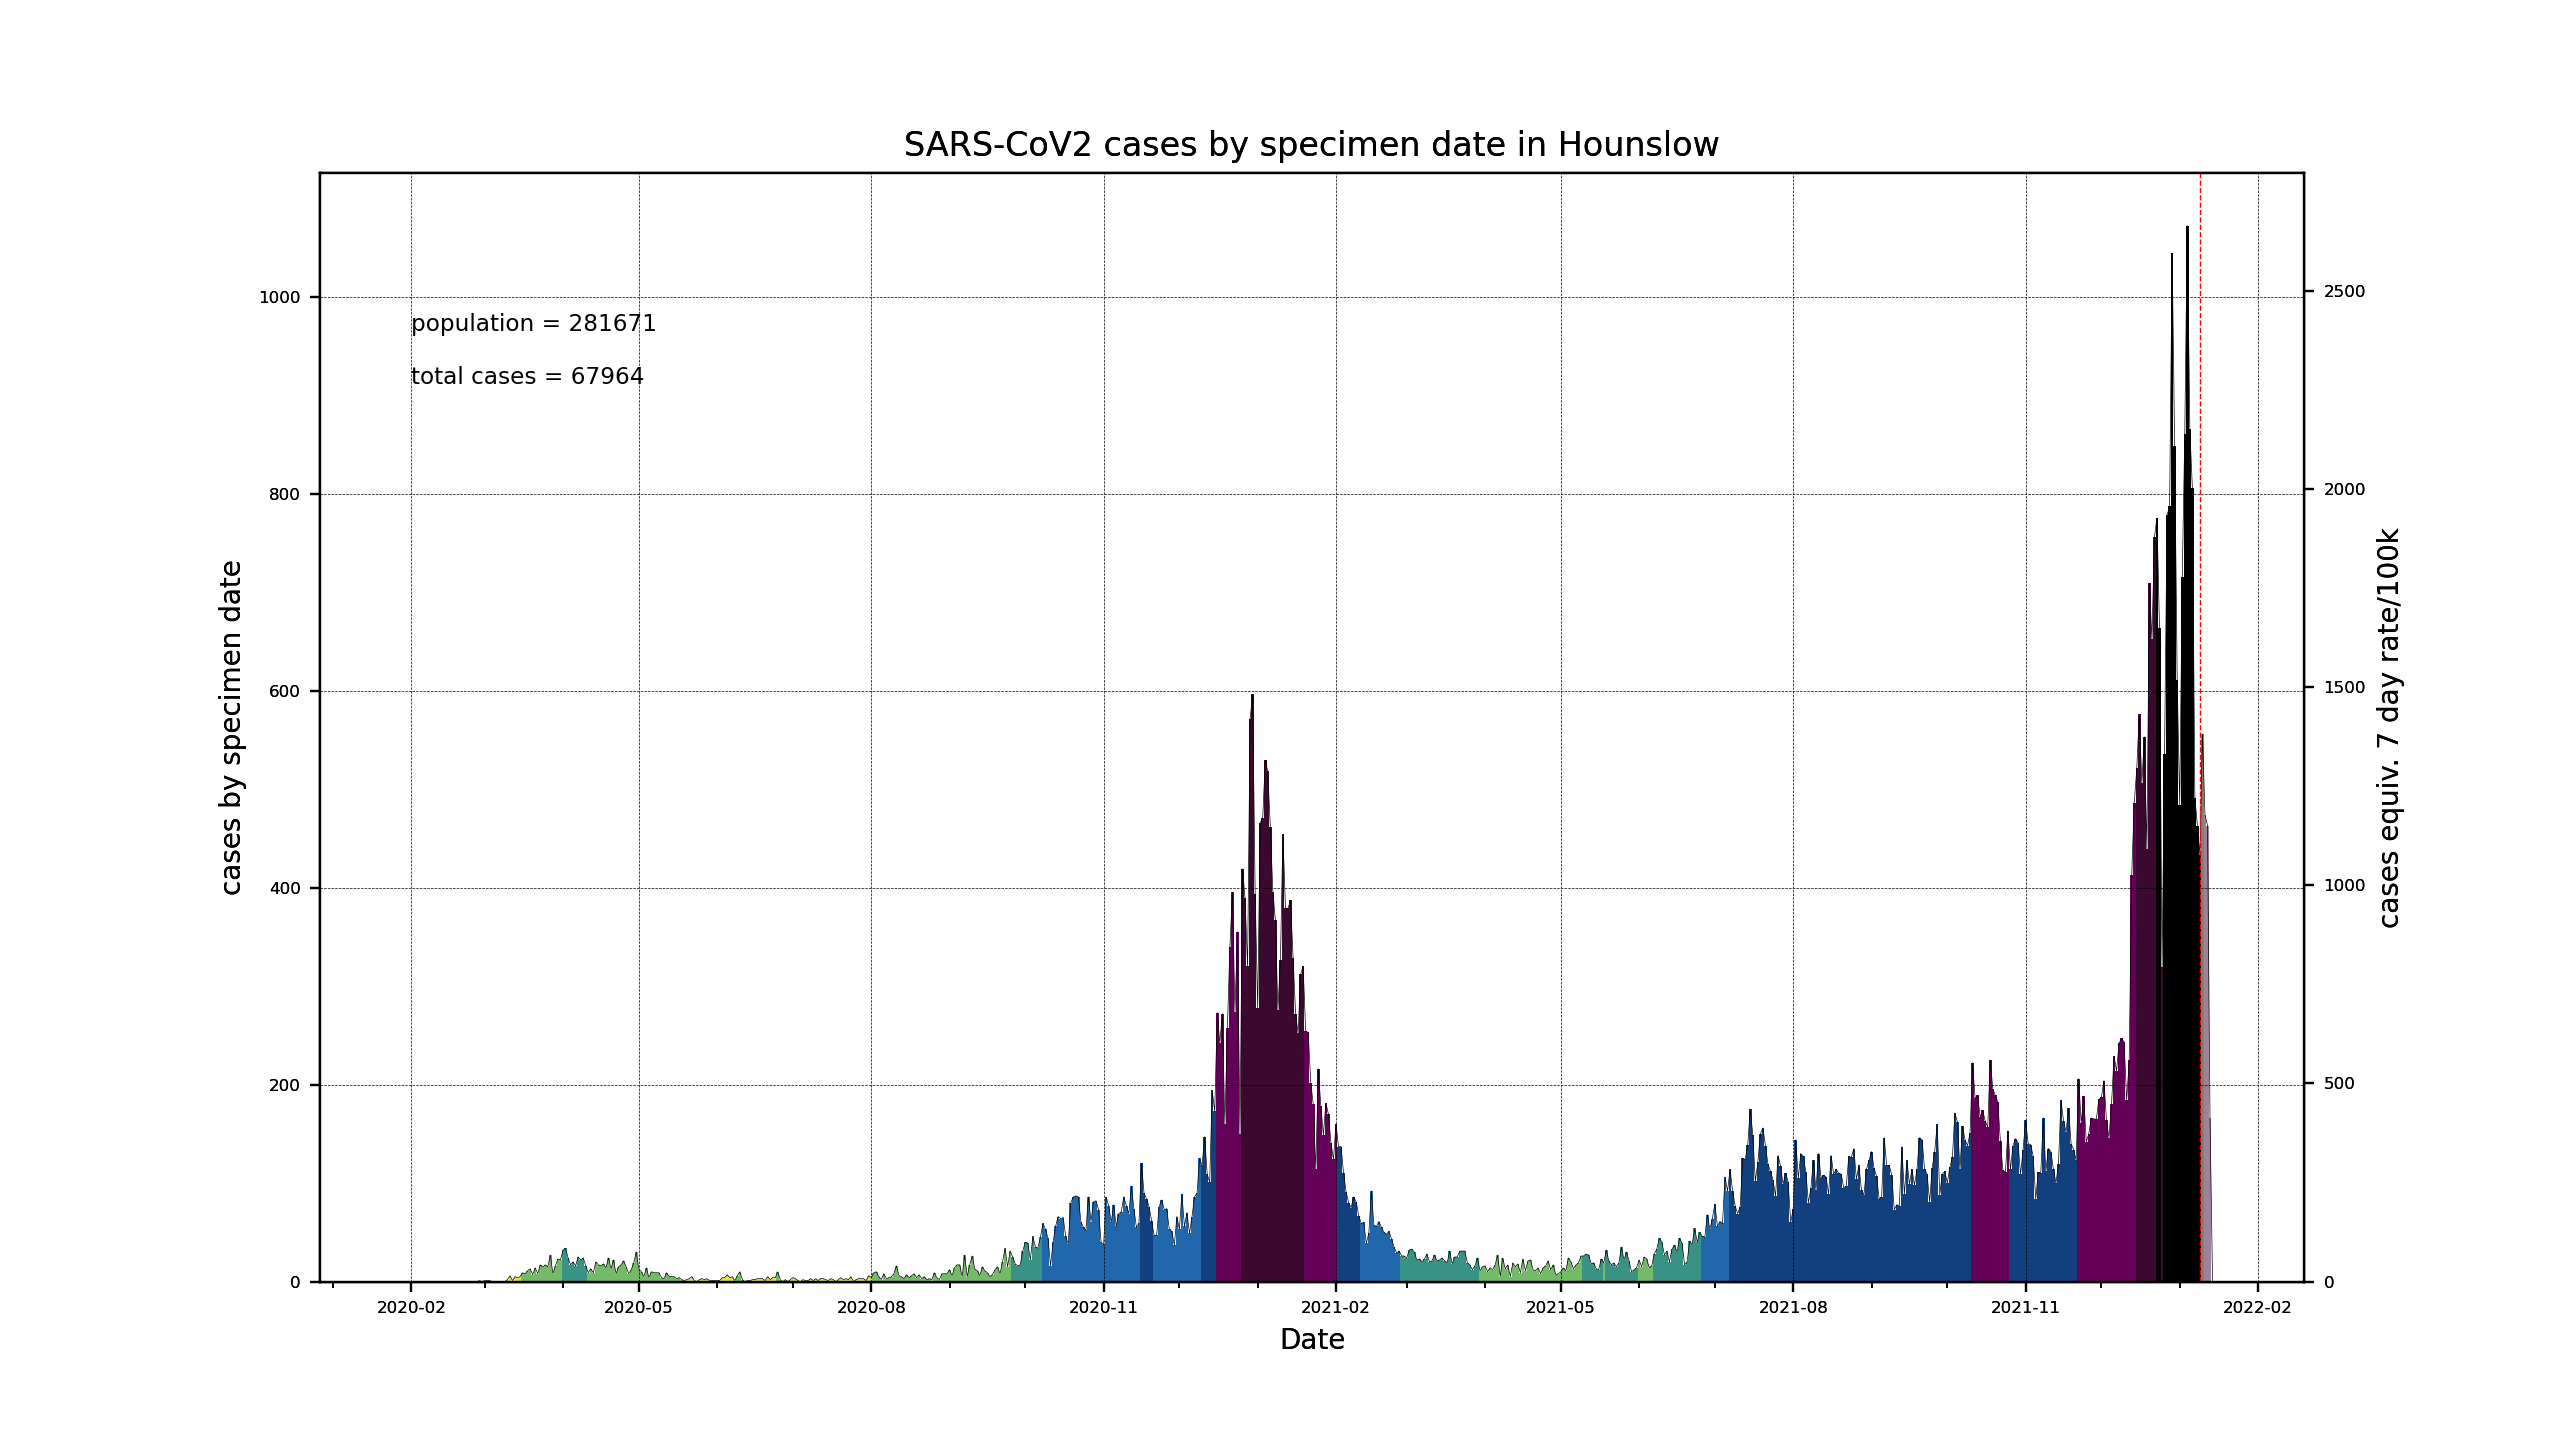 SARS-CoV2 cases by specimen date in Hounslow
population = 281671
total cases = 67964
cases by specimen date
1000
800
600
400
200
0
2500
2000
1500
1000
500
0
cases equiv. 7 day rate/100k
2020-02 2020-05 2020-08 2020-11 2021-02 2021-05 2021-08 2021-11 2022-02
Date